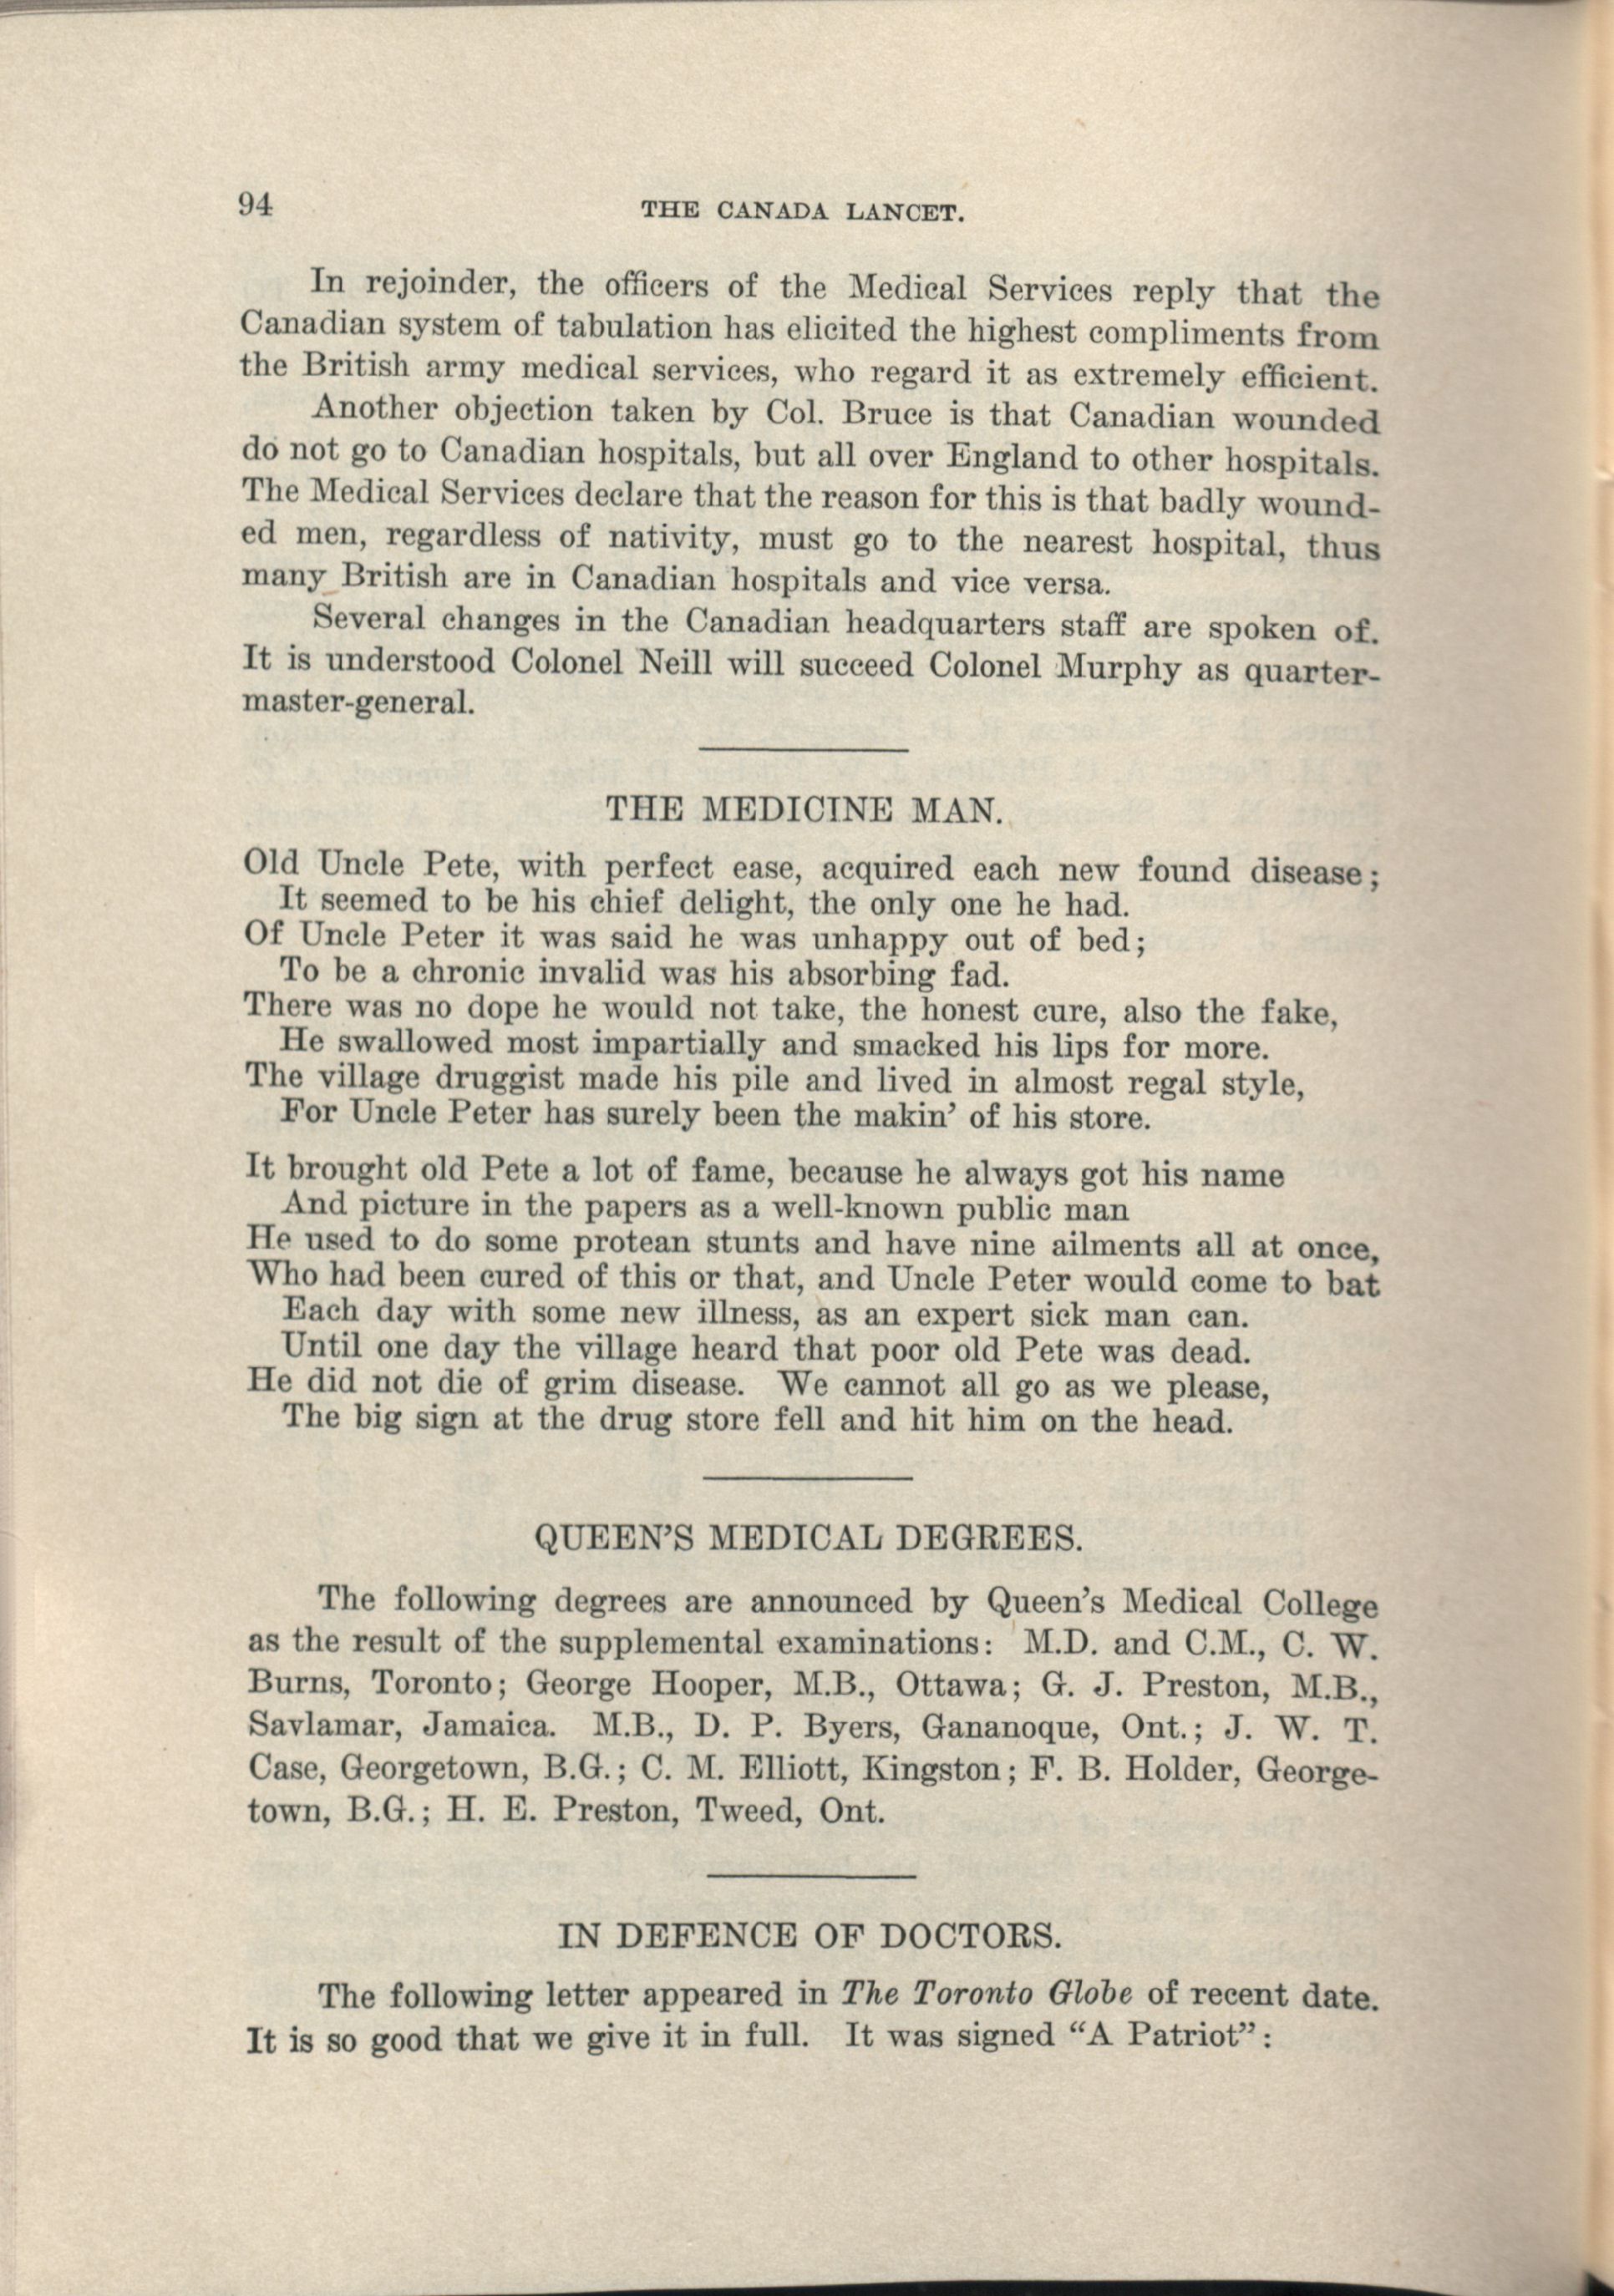 94
THE CANADA LANCET.
In rejoinder, the officers of the Medical Services reply that the
Canadian system of tabulation has elicited the highest compliments from
the British army medical services, who regard it as extremely efficient.
Another objection taken by Col. Bruce is that Canadian wounded
do not go to Canadian hospitals, but all over England to other hospitals.
The Medical Services declare that the reason for this is that badly wound-
ed men, regardless of nativity, must go to the nearest hospital, thus
many British are in Canadian hospitals and vice versa.
Several changes in the Canadian headquarters staff are spoken of.
It is understood Colonel Neill will succeed Colonel Murphy as quarter-
master-general.
THE MEDICINE MAN.
Old Uncle Pete, with perfect ease, acquired each new found disease;
It seemed to be his chief delight, the only one he had.
Of Uncle Peter it was said he was unhappy out of bed;
To be a chronic invalid was his absorbing fad.
There was no dope he would not take, the honest cure, also the fake,
He swallowed most impartially and smacked his lips for more.
The village druggist made his pile and lived in almost regal style,
For Uncle Peter has surely been the makin' of his store.
It brought old Pete a lot of fame, because he always got his name
And picture in the papers as a well-known public man
He used to do some protean stunts and have nine ailments all at once,
Who had been cured of this or that, and Uncle Peter would come to bat
Each day with some new illness, as an expert sick man can.
Until one day the village heard that poor old Pete was dead.
He did not die of grim disease. We cannot all go as we please,
The big sign at the drug store fell and hit him on the head.
QUEEN'S MEDICAL DEGREES.
The following degrees are announced by Queen's Medical College
as the result of the supplemental examinations: M.D. and C.M., C. W.
Burns, Toronto; George Hooper, M.B., Ottawa; G. J. Preston, M.B.,
Savlamar, Jamaica. M.B., D. P. Byers, Gananoque, Ont.; J. W. T.
Case, Georgetown, B.G.; C. M. Elliott, Kingston; F. B. Holder, George-
town, B.G.; H. E. Preston, Tweed, Ont.
IN DEFENCE OF DOCTORS.
The following letter appeared in The Toronto Globe of recent date.
It is so good that we give it in full. It was signed "A Patriot":